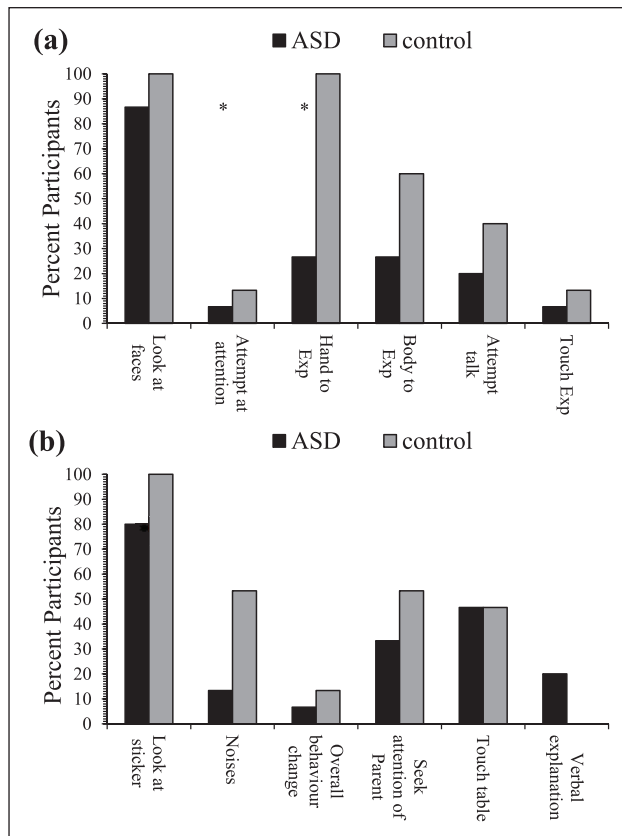 (a)
ASD control
Percent Participants
100
90
80
70
60
50
40
30
20
10
0
*
*
Look at
faces
Attempt at
attention
Hand to
Exp
Body to
Exp
Attempt
talk
Touch Exp
(b)
ASD control
Percent Participants
100
90
80
70
60
50
40
30
20
10
0
Look at
sticker
Noises
Overall
behaviour
change
Seek
attention of
Parent
Touch table
Verbal
explanation